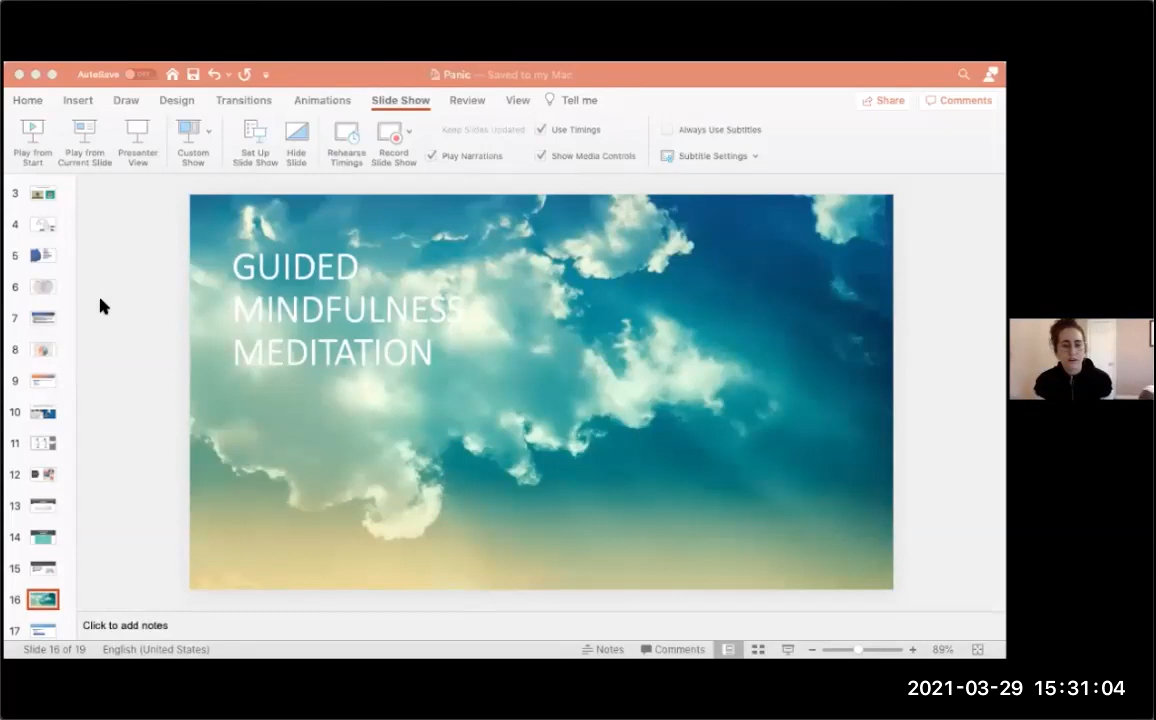 AutoSave OFF
Panic — Saved to my Mac
Home Insert Draw Design Transitions Animations Slide Show Review View Tell me Share Comments
Play from Start
Play from Current Slide
Presenter View
Custom Show
Set Up Slide Show
Hide Slide
Rehearse Timings
Record Slide Show
Keep Slides Updated
Play Narrations
Use Timings
Show Media Controls
Always Use Subtitles
Subtitle Settings
3
4
5
6
7
8
9
10
11
12
13
14
15
16
17
GUIDED
MINDFULNESS
MEDITATION
Click to add notes
Slide 16 of 19 English (United States) Notes Comments 89%
2021-03-29 15:31:04